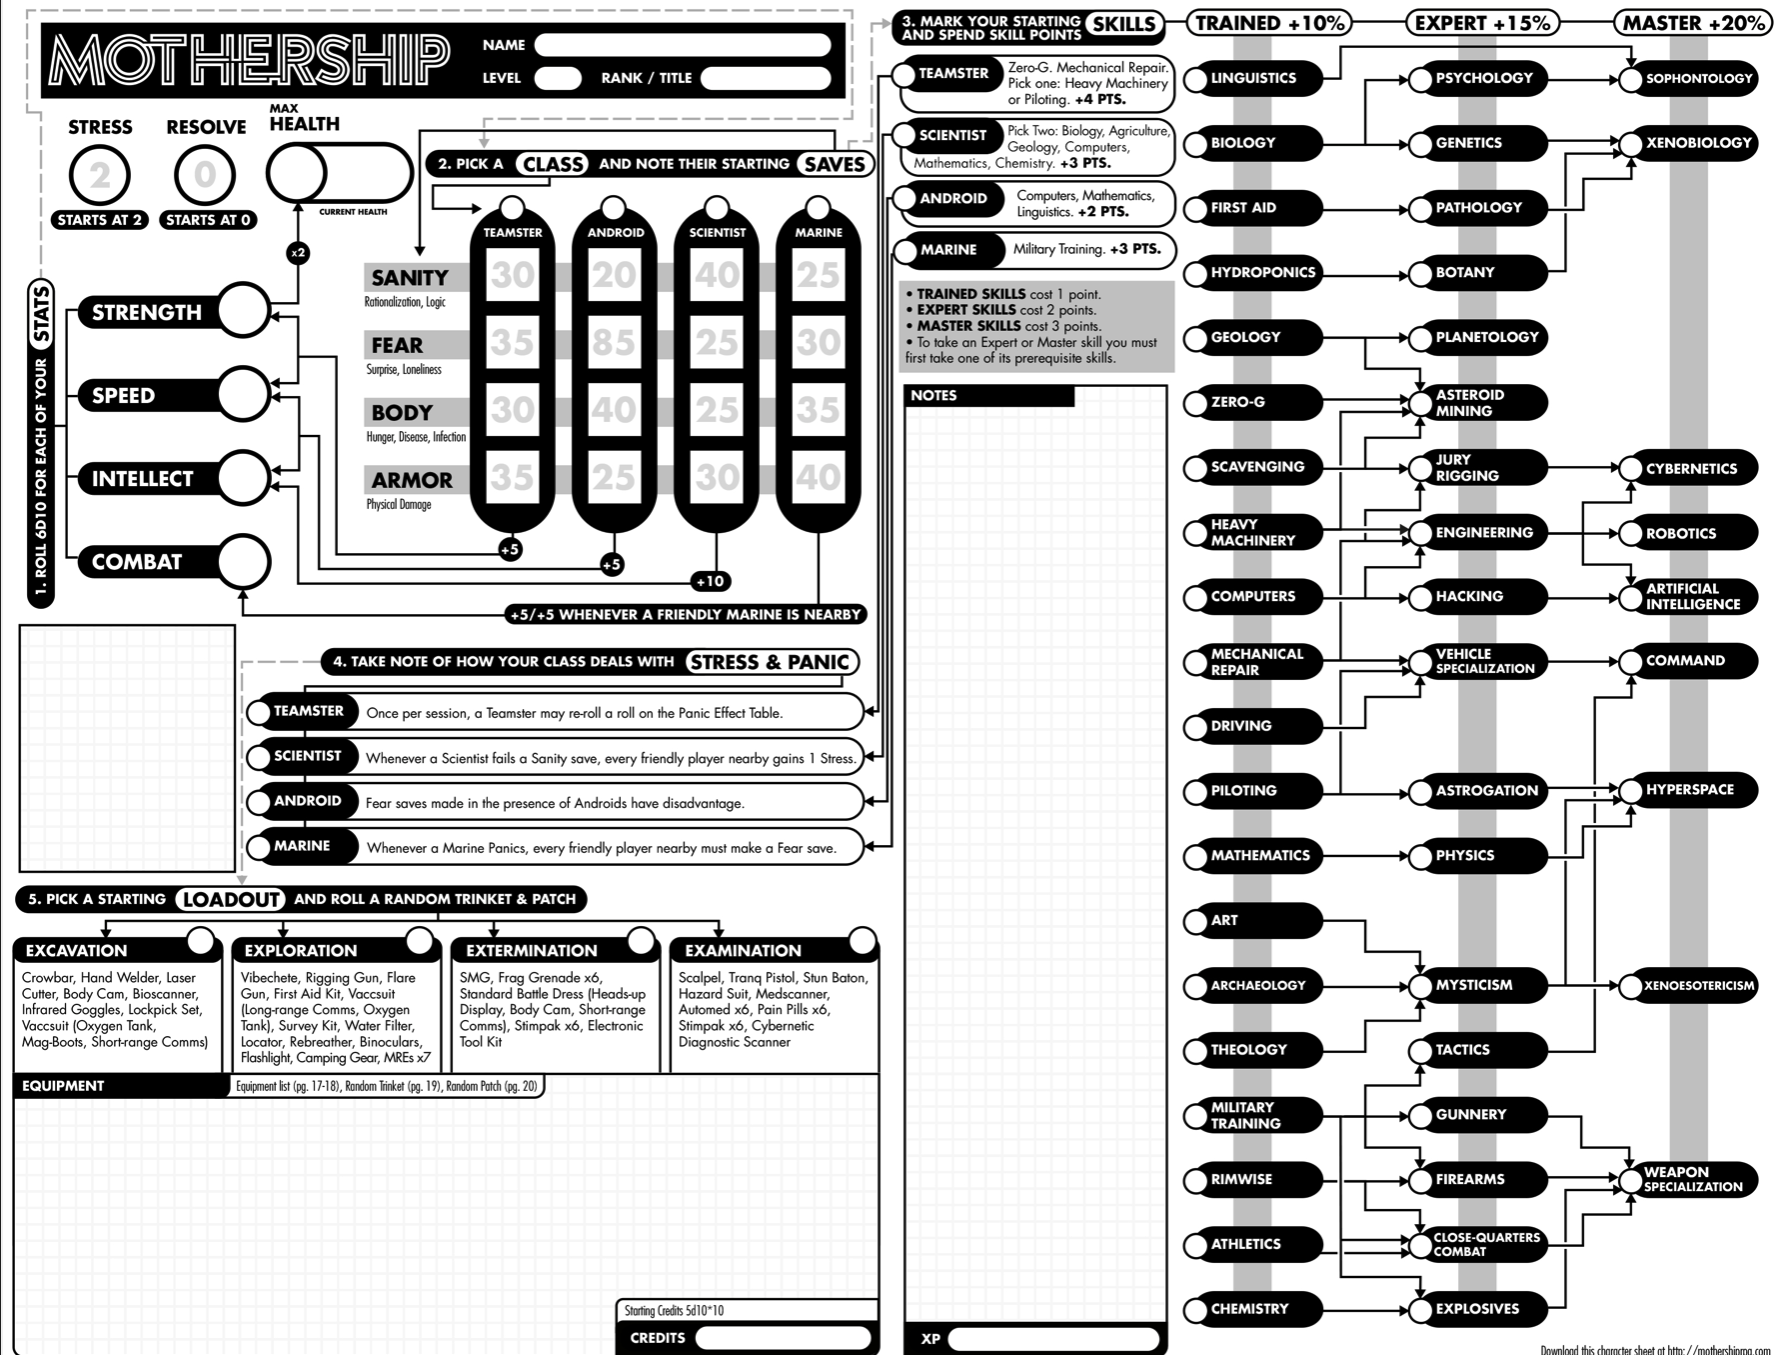 MOTHERSHIP
NAME
LEVEL
RANK / TITLE
STRESS
2
STARTS AT 2
RESOLVE
0
STARTS AT 0
MAX
HEALTH
CURRENT HEALTH
x2
1. ROLL 6D10 FOR EACH OF YOUR STATS
STRENGTH
SPEED
INTELLECT
COMBAT
2. PICK A CLASS AND NOTE THEIR STARTING SAVES
TEAMSTER ANDROID SCIENTIST MARINE
SANITY 30 20 40 25
Rationalization, Logic
FEAR 35 85 25 30
Surprise, Loneliness
BODY 30 40 25 35
Hunger, Disease, Infection
ARMOR 35 25 30 40
Physical Damage
+5
+5
+10
+5/+5 WHENEVER A FRIENDLY MARINE IS NEARBY
3. MARK YOUR STARTING
AND SPEND SKILL POINTS
SKILLS
TEAMSTER
Zero-G. Mechanical Repair.
Pick one: Heavy Machinery
or Piloting. +4 PTS.
SCIENTIST
Pick Two: Biology, Agriculture,
Geology, Computers,
Mathematics, Chemistry. +3 PTS.
ANDROID
Computers, Mathematics,
Linguistics. +2 PTS.
MARINE
Military Training. +3 PTS.
• TRAINED SKILLS cost 1 point.
• EXPERT SKILLS cost 2 points.
• MASTER SKILLS cost 3 points.
• To take an Expert or Master skill you must
first take one of its prerequisite skills.
NOTES
XP
4. TAKE NOTE OF HOW YOUR CLASS DEALS WITH STRESS & PANIC
TEAMSTER Once per session, a Teamster may re-roll a roll on the Panic Effect Table.
SCIENTIST Whenever a Scientist fails a Sanity save, every friendly player nearby gains 1 Stress.
ANDROID Fear saves made in the presence of Androids have disadvantage.
MARINE Whenever a Marine Panics, every friendly player nearby must make a Fear save.
5. PICK A STARTING LOADOUT AND ROLL A RANDOM TRINKET & PATCH
EXCAVATION
Crowbar, Hand Welder, Laser
Cutter, Body Cam, Bioscanner,
Infrared Goggles, Lockpick Set,
Vaccsuit (Oxygen Tank,
Mag-Boots, Short-range Comms)
EXPLORATION
Vibechete, Rigging Gun, Flare
Gun, First Aid Kit, Vaccsuit
(Long-range Comms, Oxygen
Tank), Survey Kit, Water Filter,
Locator, Rebreather, Binoculars,
Flashlight, Camping Gear, MREs x7
EXTERMINATION
SMG, Frag Grenade x6,
Standard Battle Dress (Heads-up
Display, Body Cam, Short-range
Comms), Stimpak x6, Electronic
Tool Kit
EXAMINATION
Scalpel, Tranq Pistol, Stun Baton,
Hazard Suit, Medscanner,
Automed x6, Pain Pills x6,
Stimpak x6, Cybernetic
Diagnostic Scanner
EQUIPMENT
Equipment list (pg. 17-18), Random Trinket (pg. 19), Random Patch (pg. 20)
Starting Credits 5d10*10
CREDITS
TRAINED +10%
LINGUISTICS
BIOLOGY
FIRST AID
HYDROPONICS
GEOLOGY
ZERO-G
SCAVENGING
HEAVY
MACHINERY
COMPUTERS
MECHANICAL
REPAIR
DRIVING
PILOTING
MATHEMATICS
ART
ARCHAEOLOGY
THEOLOGY
MILITARY
TRAINING
RIMWISE
ATHLETICS
CHEMISTRY
EXPERT +15%
PSYCHOLOGY
GENETICS
PATHOLOGY
BOTANY
PLANETOLOGY
ASTEROID
MINING
JURY
RIGGING
ENGINEERING
HACKING
VEHICLE
SPECIALIZATION
ASTROGATION
PHYSICS
MYSTICISM
TACTICS
GUNNERY
FIREARMS
CLOSE-QUARTERS
COMBAT
EXPLOSIVES
MASTER +20%
SOPHONTOLOGY
XENOBIOLOGY
CYBERNETICS
ROBOTICS
ARTIFICIAL
INTELLIGENCE
COMMAND
HYPERSPACE
XENOESOTERICISM
WEAPON
SPECIALIZATION
Download this character sheet at http://mothershiprpg.com